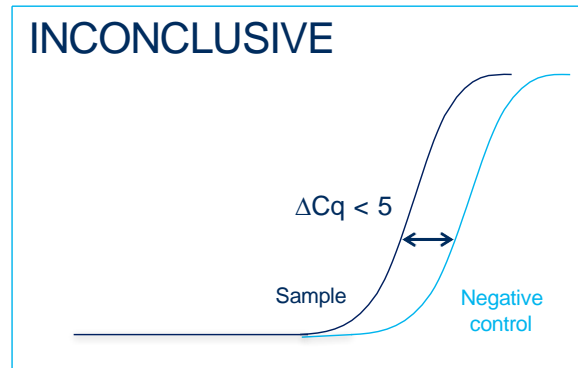 INCONCLUSIVE
ΔCq < 5
Sample
Negative
control